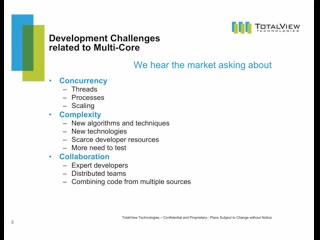 TOTALVIEW
TECHNOLOGIES
Development Challenges
related to Multi-Core
We hear the market asking about
• Concurrency
– Threads
– Processes
– Scaling
• Complexity
– New algorithms and techniques
– New technologies
– Scarce developer resources
– More need to test
• Collaboration
– Expert developers
– Distributed teams
– Combining code from multiple sources
TotalView Technologies – Confidential and Proprietary - Plans Subject to Change without Notice